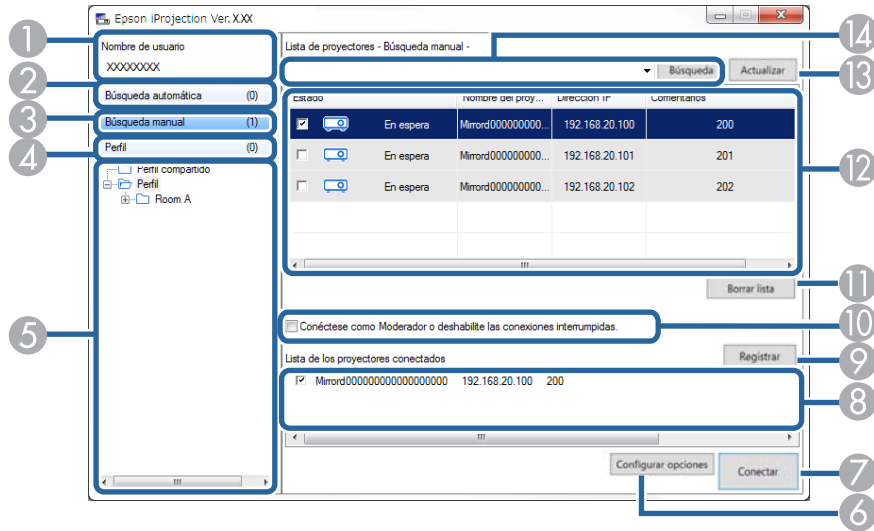 Epson iProjection Ver. X.XX
1
Nombre de usuario
XXXXXXXX
2
Búsqueda automática (0)
3
Búsqueda manual (1)
4
Perfil (0)
5
Perfil compartido
Perfil
Room A
Lista de proyectores - Búsqueda manual -
14
Búsqueda
Actualizar
13
Estado Nombre del proy... Dirección IP Comentarios
En espera Mirrord000000000... 192.168.20.100 200
En espera Mirrord000000000... 192.168.20.101 201
En espera Mirrord000000000... 192.168.20.102 202
12
Borrar lista
11
Conéctese como Moderador o deshabilite las conexiones interrumpidas.
10
Lista de los proyectores conectados
Registrar
9
Mirrord00000000000000000 192.168.20.100 200
8
Configurar opciones
Conectar
7
6